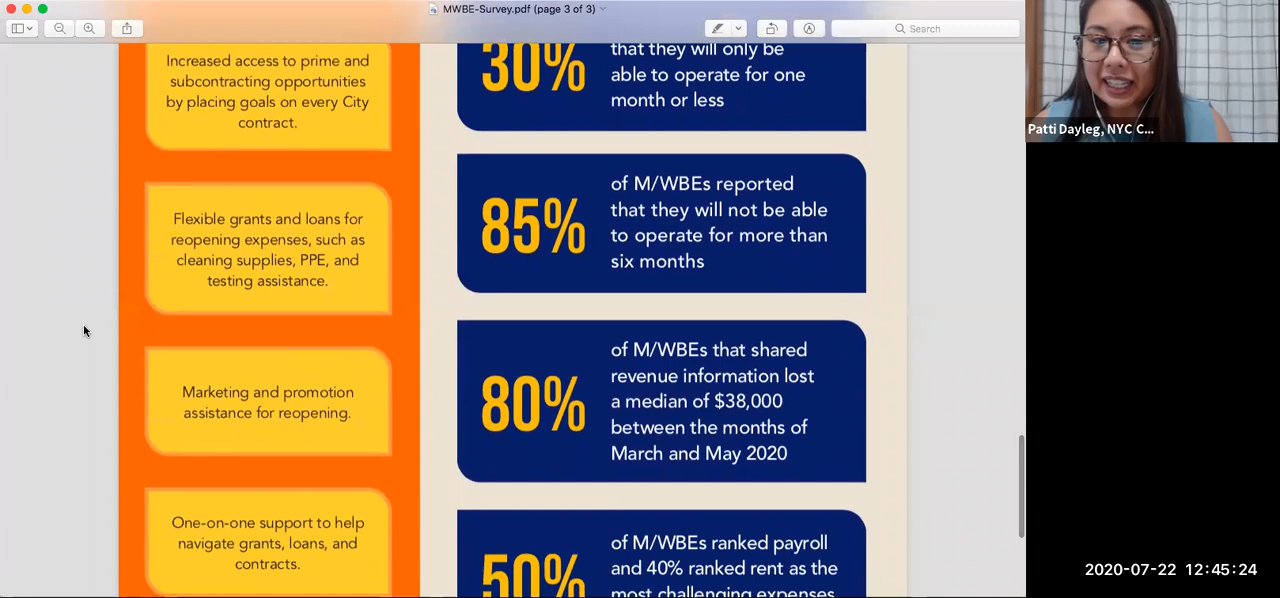 MWBE-Survey.pdf (page 3 of 3)
Search
Increased access to prime and
subcontracting opportunities
by placing goals on every City
contract.
Flexible grants and loans for
reopening expenses, such as
cleaning supplies, PPE, and
testing assistance.
Marketing and promotion
assistance for reopening.
One-on-one support to help
navigate grants, loans, and
contracts.
30%
that they will only be
able to operate for one
month or less
85%
of M/WBEs reported
that they will not be able
to operate for more than
six months
80%
of M/WBEs that shared
revenue information lost
a median of $38,000
between the months of
March and May 2020
50%
of M/WBEs ranked payroll
and 40% ranked rent as the
most challenging expenses
Patti Dayleg, NYC C...
2020-07-22 12:45:24